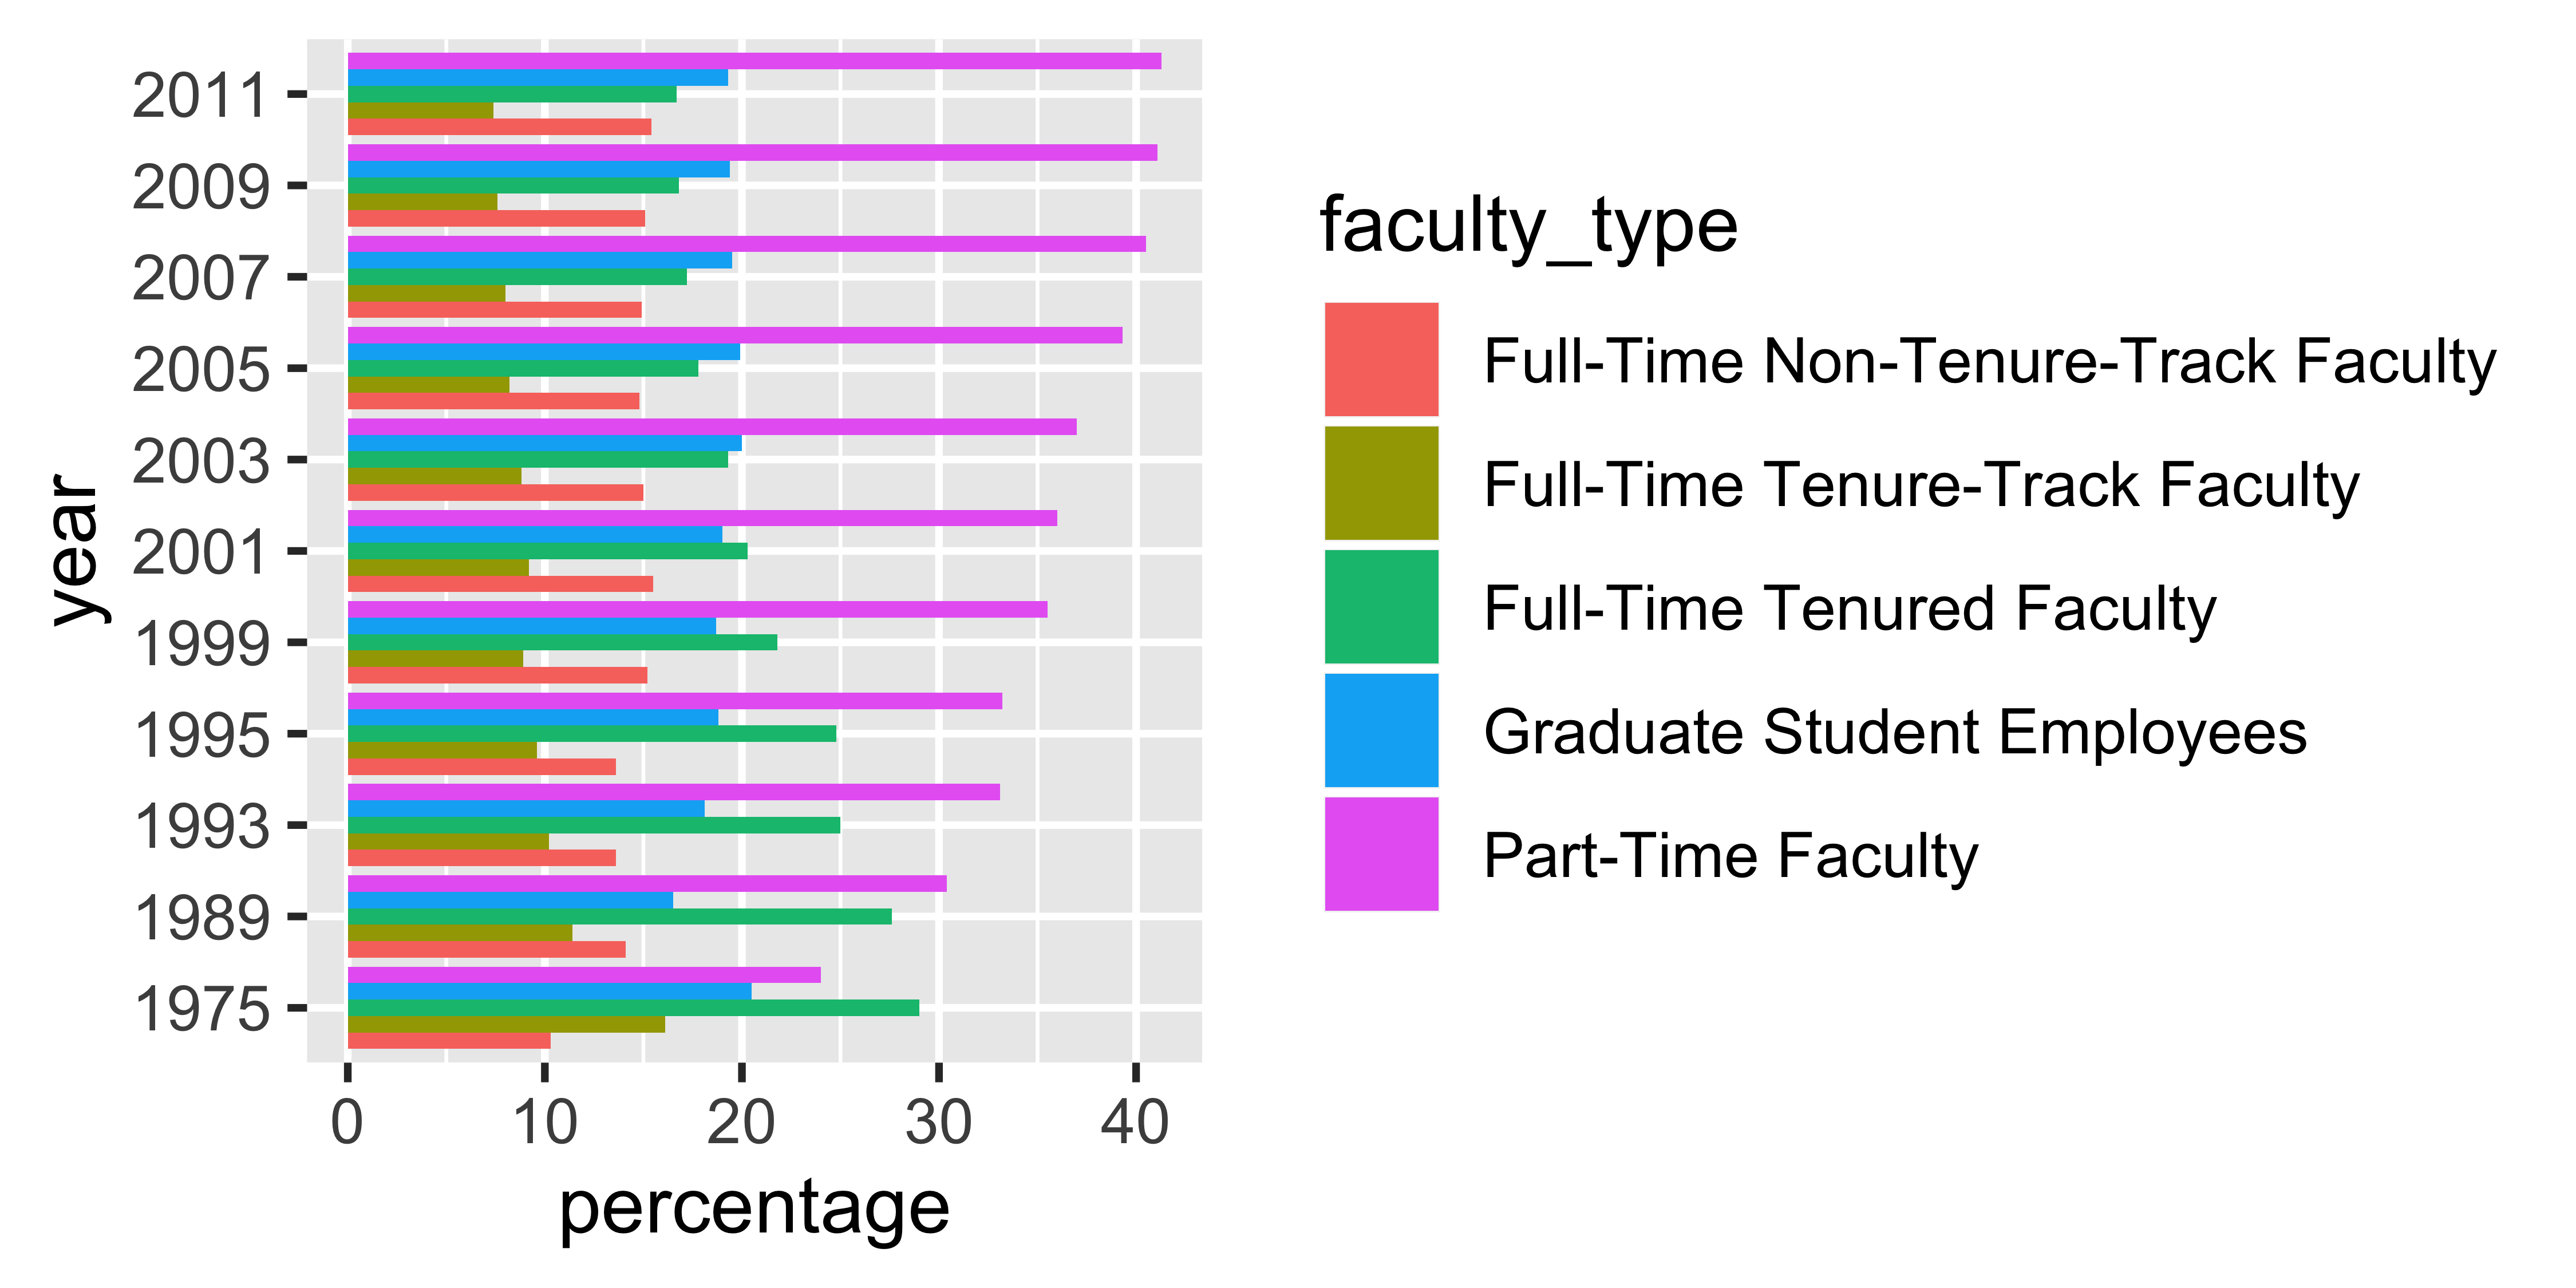 2011
2009
2007
2005
2003
2001
1999
1995
1993
1989
1975
year
0 10 20 30 40
percentage
faculty_type
Full-Time Non-Tenure-Track Faculty
Full-Time Tenure-Track Faculty
Full-Time Tenured Faculty
Graduate Student Employees
Part-Time Faculty